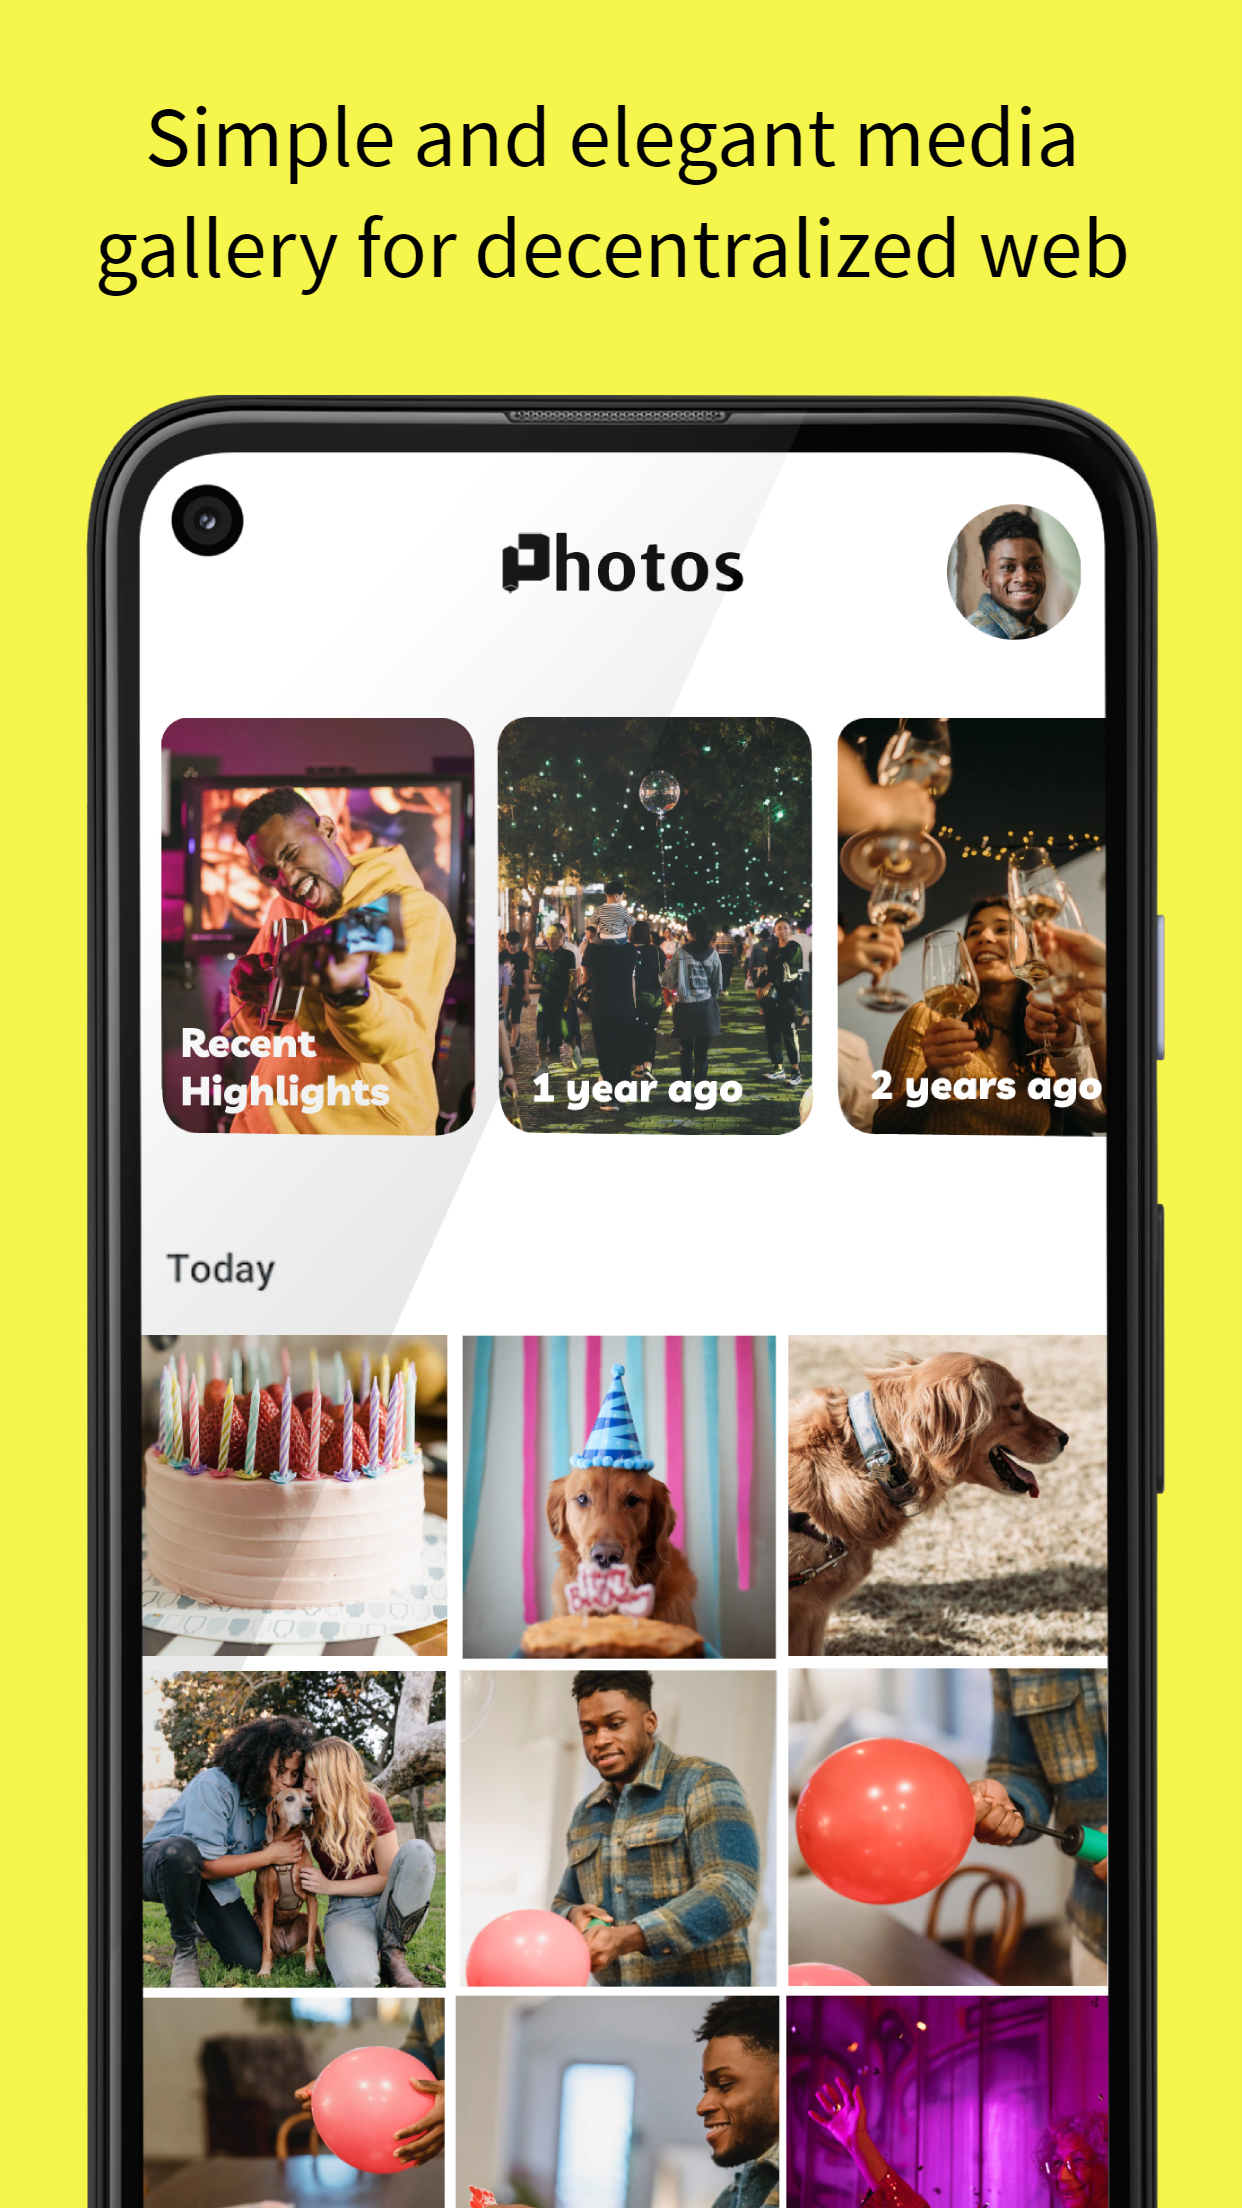 Simple and elegant media
gallery for decentralized web
Photos
Recent
Highlights
1 year ago
2 years ago
Today